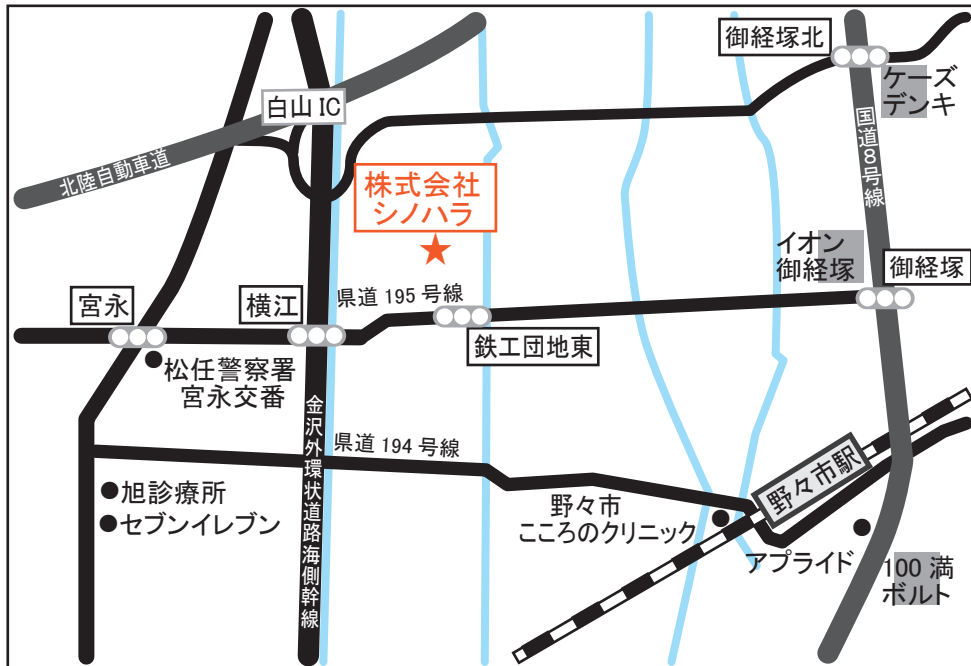 御経塚北
ケーズ
デンキ
白山 IC
北陸自動車道
国道8号線
株式会社
シノハラ
イオン
御経塚
御経塚
宮永
横江
県道 195 号線
鉄工団地東
松任警察署
宮永交番
金沢外環状道路海側幹線
県道 194 号線
旭診療所
セブンイレブン
野々市
こころのクリニック
野々市駅
アプライド
100 満
ボルト